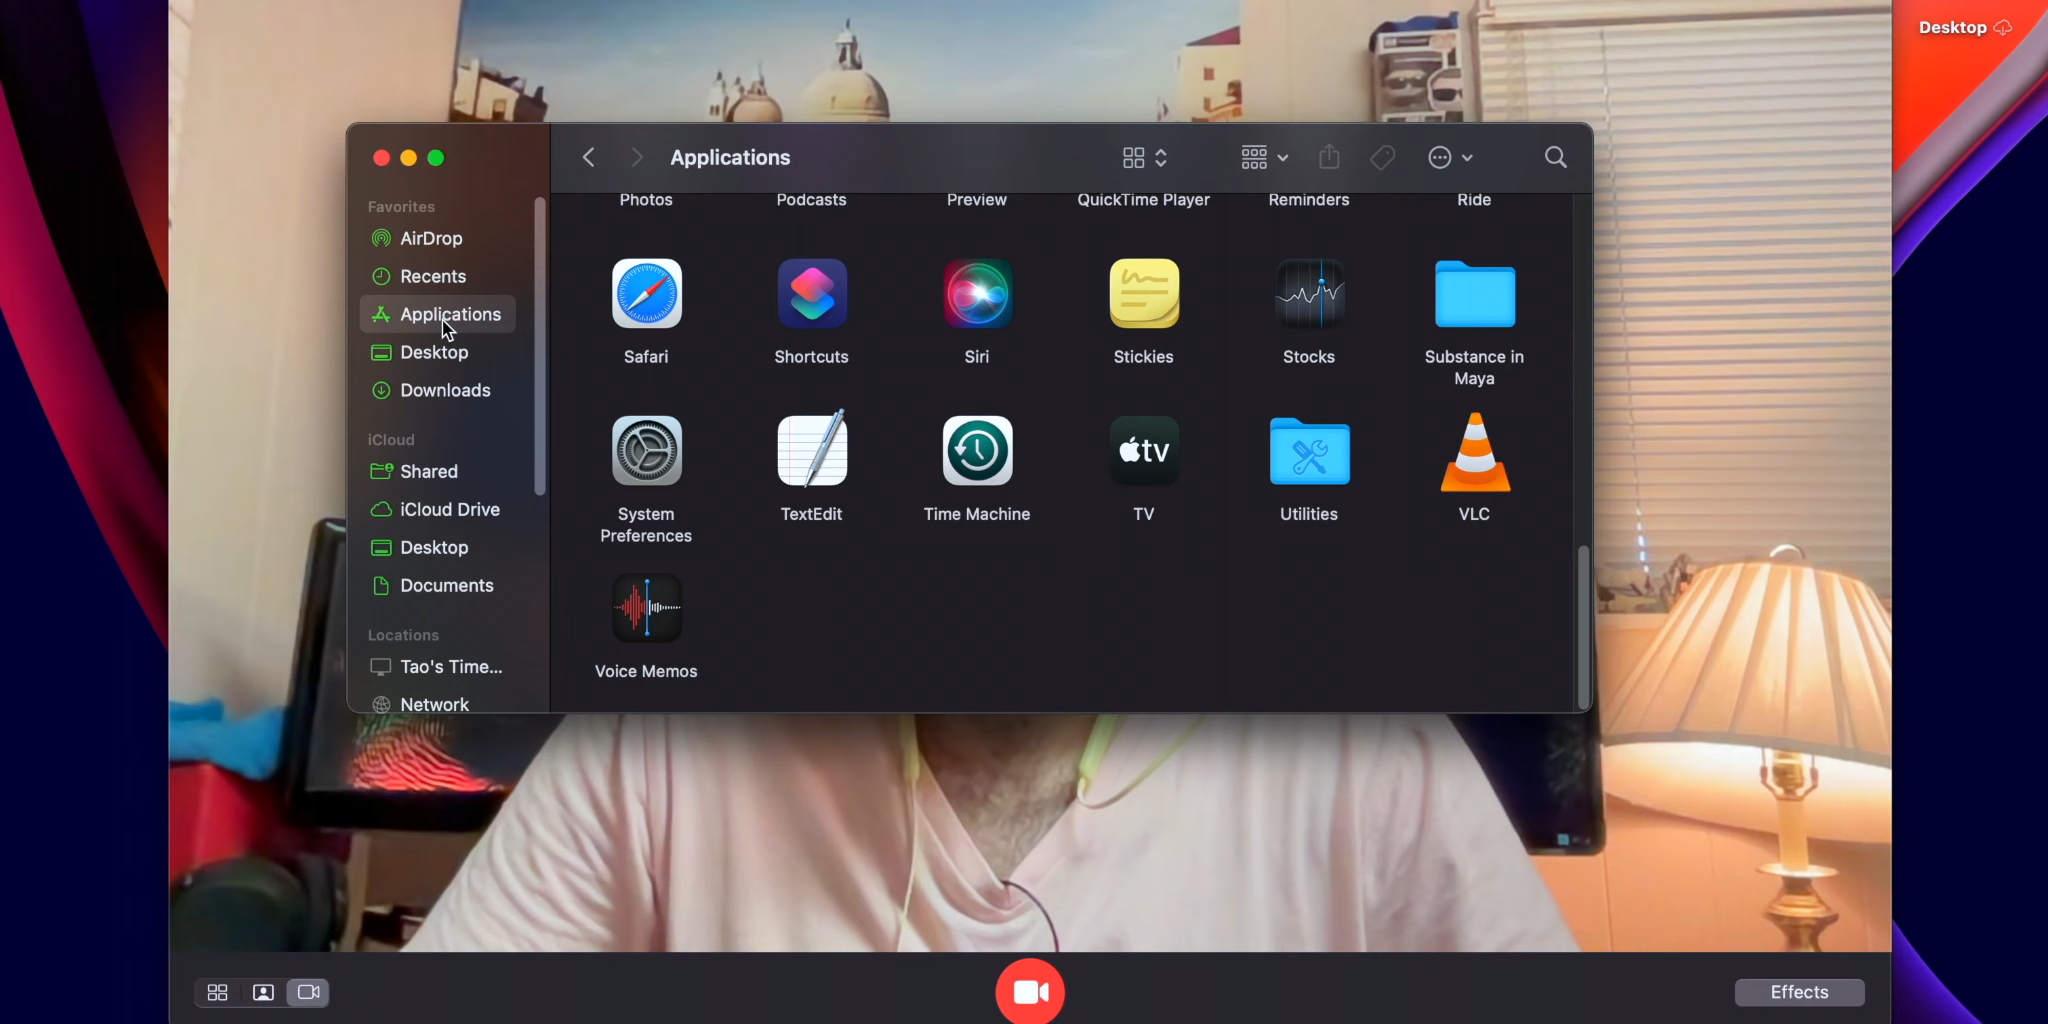 Desktop
Applications
Favorites
AirDrop
Recents
Applications
Desktop
Downloads
iCloud
Shared
iCloud Drive
Desktop
Documents
Locations
Tao's Time...
Network
Photos
Podcasts
Preview
QuickTime Player
Reminders
Ride
Safari
Shortcuts
Siri
Stickies
Stocks
Substance in
Maya
tv
System
Preferences
TextEdit
Time Machine
TV
Utilities
VLC
Voice Memos
Effects